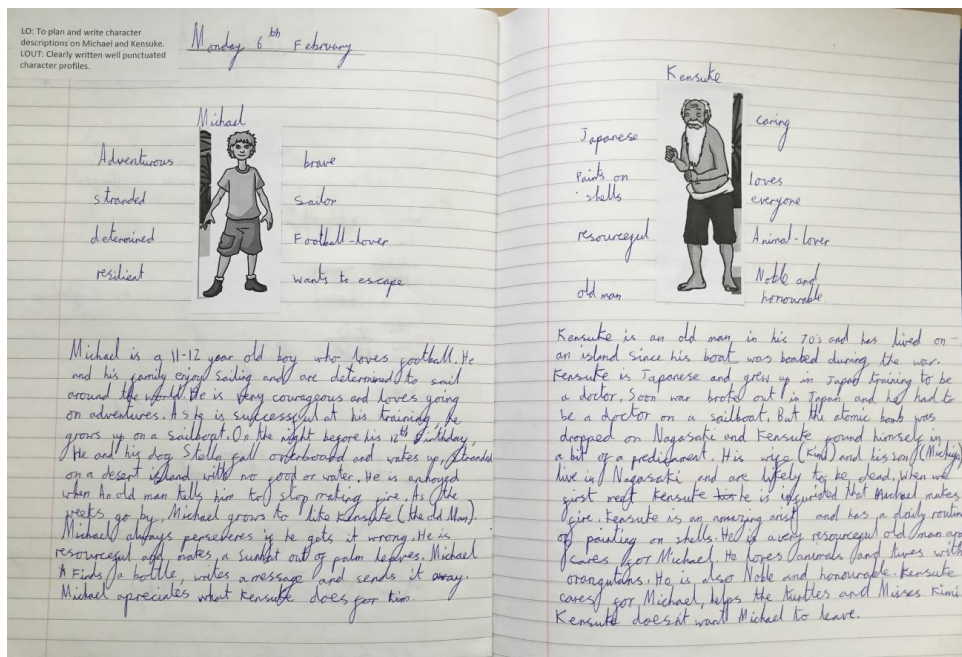 LO: To plan and write character
descriptions on Michael and Kensuke.
LOUT: Clearly written well punctuated
character profiles.
Monday 6th February
Michael
Adventurous
stranded
determined
resilient
brave
Sailor
Football-lover
wants to escape
Michael is a 11-12 year old boy who loves football. He
and his family enjoy Sailing and are determined to sail
around the world. He is very courageous and loves going
on adventures. As he is successful at his training, he
grows up on a sailboat. On the night before his 12th Birthday,
He and his dog Stella fall overboard and wakes up, stranded
on a desert island with no food or water. He is annoyed
when An old man tells him to stop making fire. As the
weeks go by, Michael grows to like Kensuke (the old Man).
Michael always perseveres if he gets it wrong. He is
resourceful and makes a sunhat out of palm leaves. Michael
Finds a bottle, writes a message and sends it away.
Michael apreciates what Kensuke does for him.
Kensuke
Japanese
Paints on
shells
resourceful
old man
caring
loves
everyone
Animal-lover
Noble and
honourable
Kensuke is an old man in his 70's and has lived on
an island since his boat was bombed during the war.
Kensuke is Japanese and grew up in Japan training to be
a doctor. Soon war broke out in Japan and he had to
be a doctor on a sailboat. But the atomic bomb was
dropped on Nagasaki and Kensuke found himself in
a bit of a predicament. His wife (Kimi) and his son (Michiya)
live in Nagasaki and are likely to be dead. When we
first meet Kensuke he is infuriated that Michael makes
fire. Kensuke is an amazing artist and has a daily routine
of painting on shells. He is a very resourceful old man and
cares for Michael. He loves animals and lives with
orangutans. He is also Noble and honourable. Kensuke
cares for Michael, helps the turtles and Misses Kimi.
Kensuke doesn't want Michael to leave.